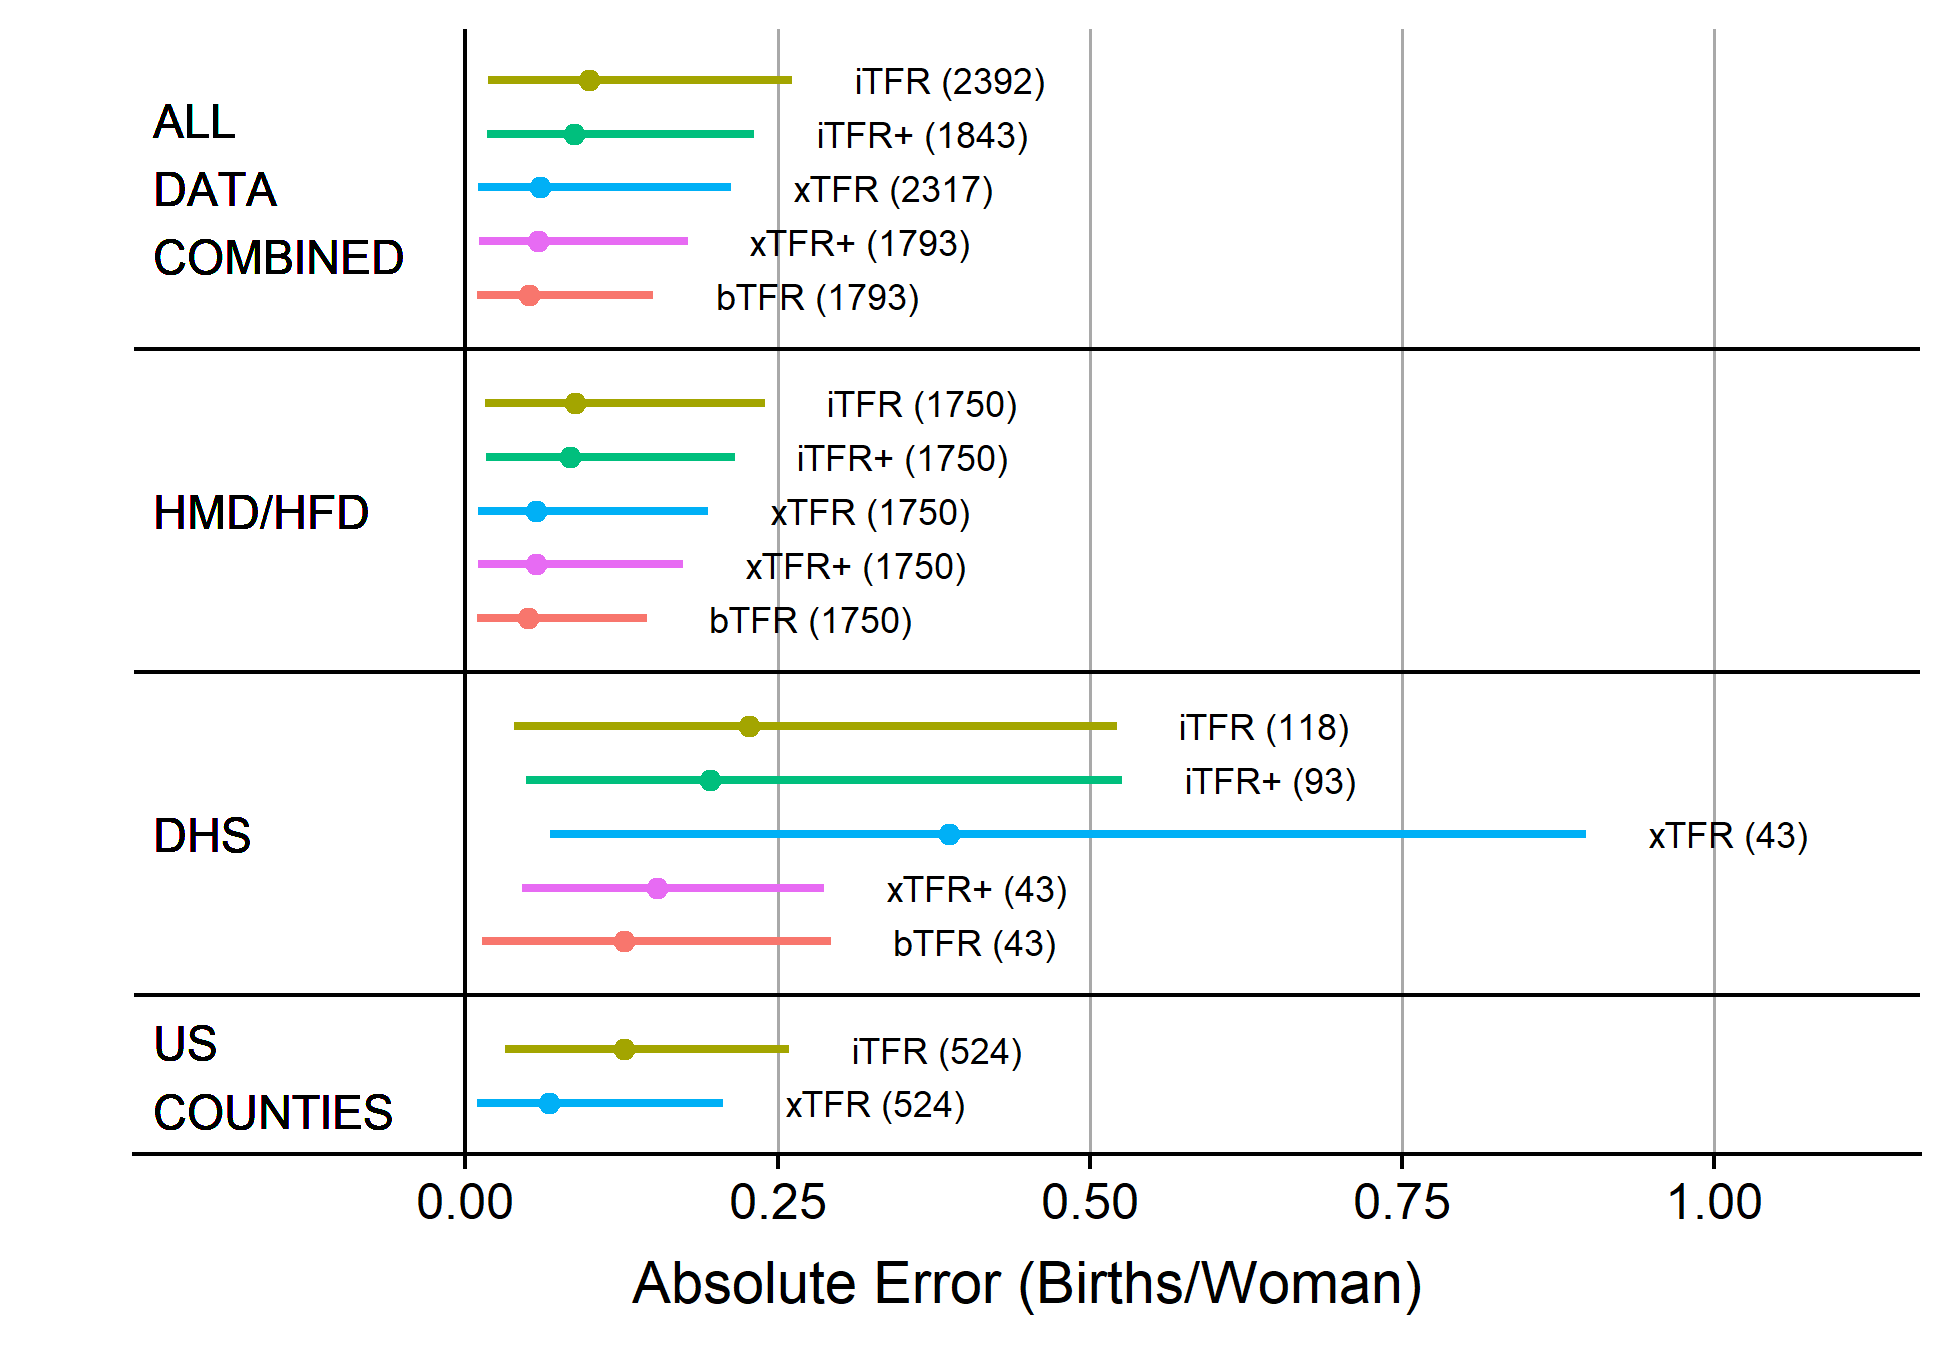 ALL
DATA
COMBINED
iTFR (2392)
iTFR+ (1843)
xTFR (2317)
xTFR+ (1793)
bTFR (1793)
HMD/HFD
iTFR (1750)
iTFR+ (1750)
xTFR (1750)
xTFR+ (1750)
bTFR (1750)
DHS
iTFR (118)
iTFR+ (93)
xTFR (43)
xTFR+ (43)
bTFR (43)
US
COUNTIES
iTFR (524)
xTFR (524)
0.00 0.25 0.50 0.75 1.00
Absolute Error (Births/Woman)